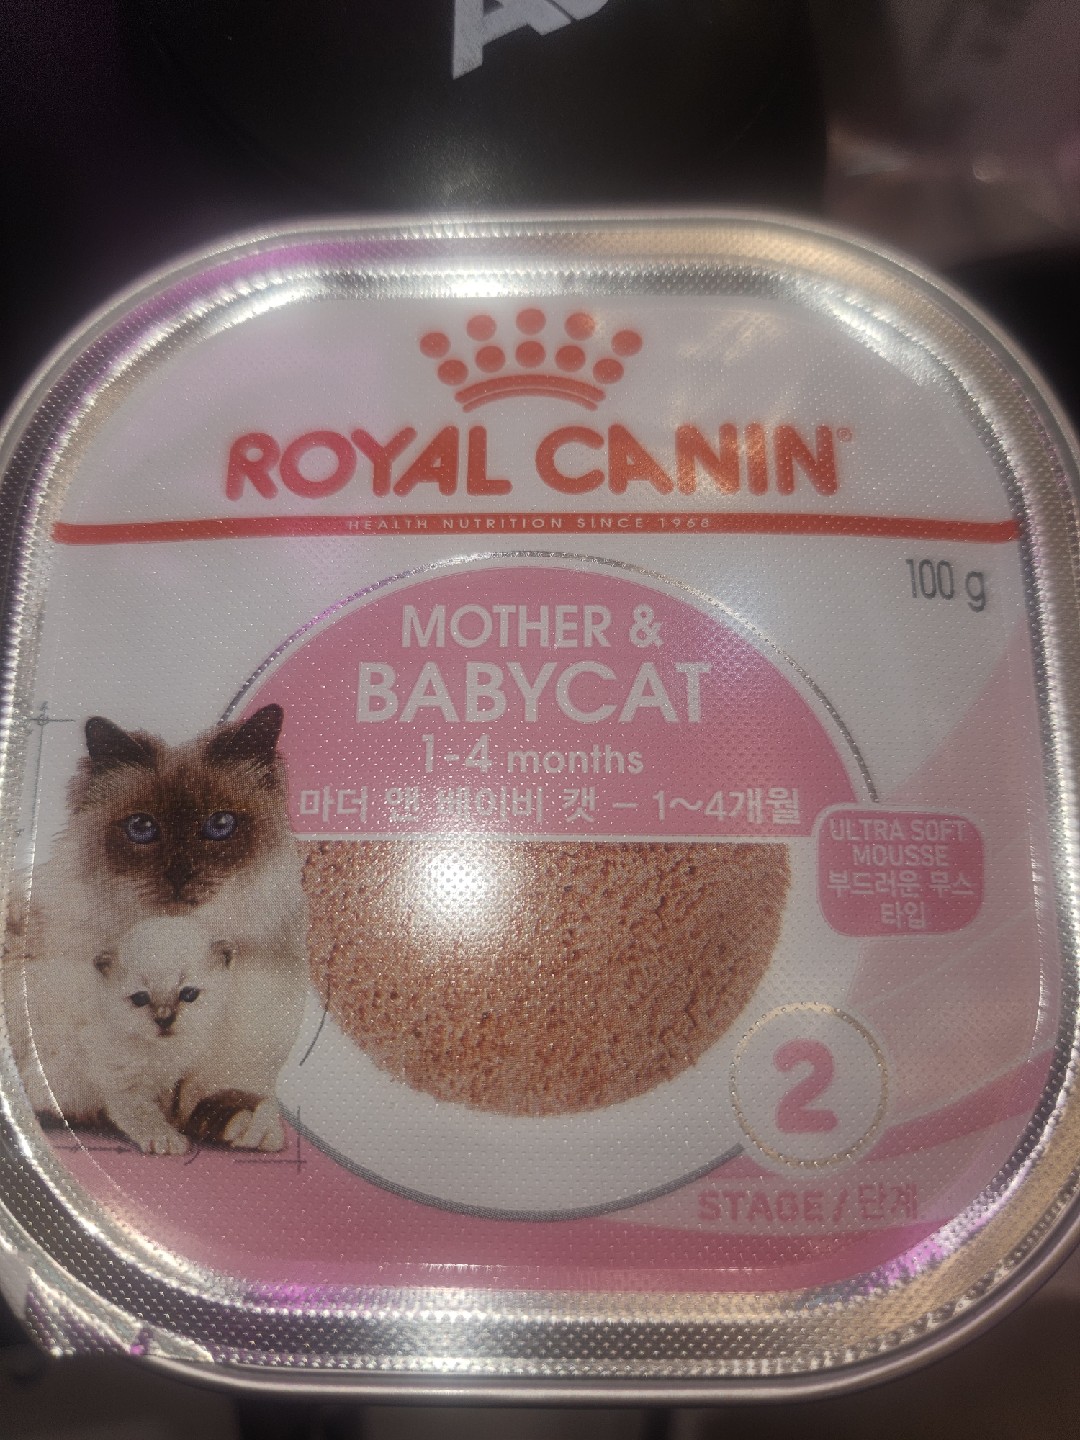 ROYAL CANIN®
HEALTH NUTRITION SINCE 1968
100 g
MOTHER &
BABYCAT
1-4 months
마더 앤 베이비 캣 – 1~4개월
ULTRA SOFT
MOUSSE
부드러운 무스
타입
2
STAGE / 단계